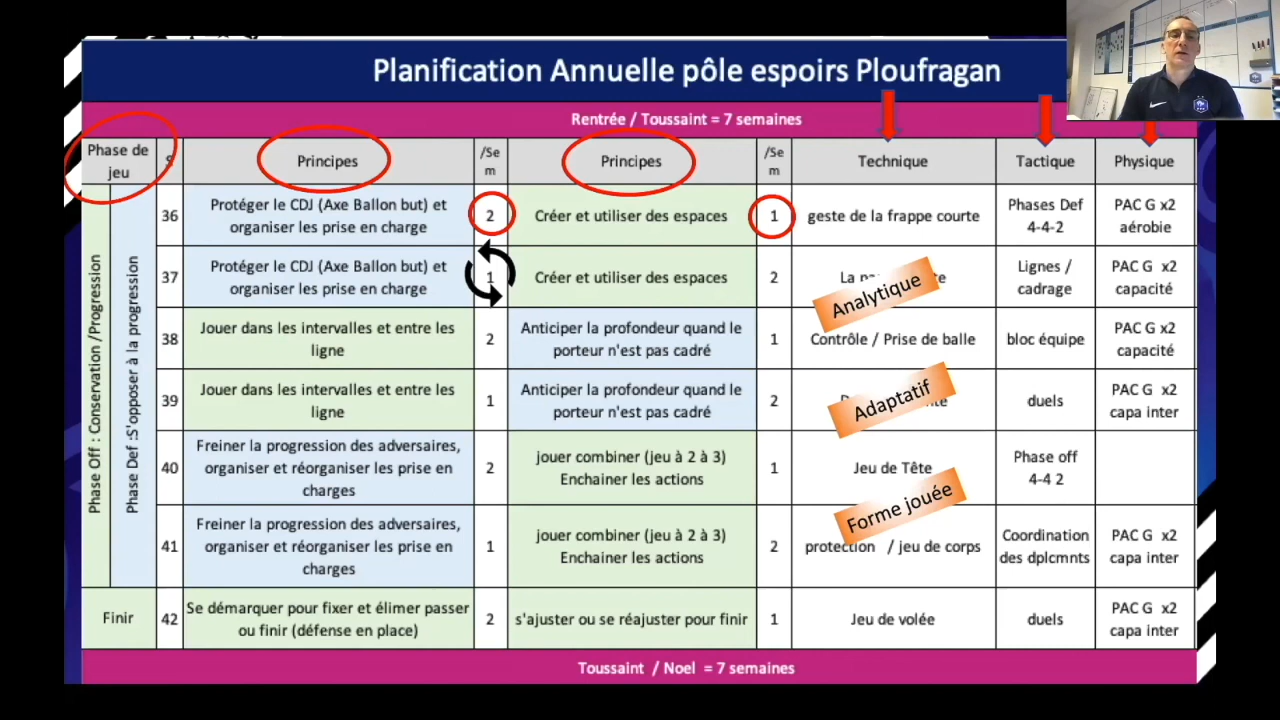 Planification Annuelle pôle espoirs Ploufragan
Rentrée / Toussaint = 7 semaines
Phase de
jeu
S
Principes
/Se
m
Principes
/Se
m
Technique
Tactique
Physique
Phase Off : Conservation /Progression
Phase Def :S'opposer à la progression
36
Protéger le CDJ (Axe Ballon but) et
organiser les prise en charge
2
Créer et utiliser des espaces
1
geste de la frappe courte
Phases Def
4-4-2
PAC G x2
aérobie
37
Protéger le CDJ (Axe Ballon but) et
organiser les prise en charge
1
Créer et utiliser des espaces
2
La
Analytique
Lignes /
cadrage
PAC G x2
capacité
38
Jouer dans les intervalles et entre les
ligne
2
Anticiper la profondeur quand le
porteur n'est pas cadré
1
Contrôle / Prise de balle
bloc équipe
PAC G x2
capacité
39
Jouer dans les intervalles et entre les
ligne
1
Anticiper la profondeur quand le
porteur n'est pas cadré
2
Adaptatif
duels
PAC G x2
capa inter
40
Freiner la progression des adversaires,
organiser et réorganiser les prise en
charges
2
jouer combiner (jeu à 2 à 3)
Enchainer les actions
1
Jeu de Tête
Phase off
4-4 2
Forme jouée
41
Freiner la progression des adversaires,
organiser et réorganiser les prise en
charges
1
jouer combiner (jeu à 2 à 3)
Enchainer les actions
2
protection / jeu de corps
Coordination
des dplcmnts
PAC G x2
capa inter
Finir
42
Se démarquer pour fixer et élimer passer
ou finir (défense en place)
2
s'ajuster ou se réajuster pour finir
1
Jeu de volée
duels
PAC G x2
capa inter
Toussaint / Noel = 7 semaines